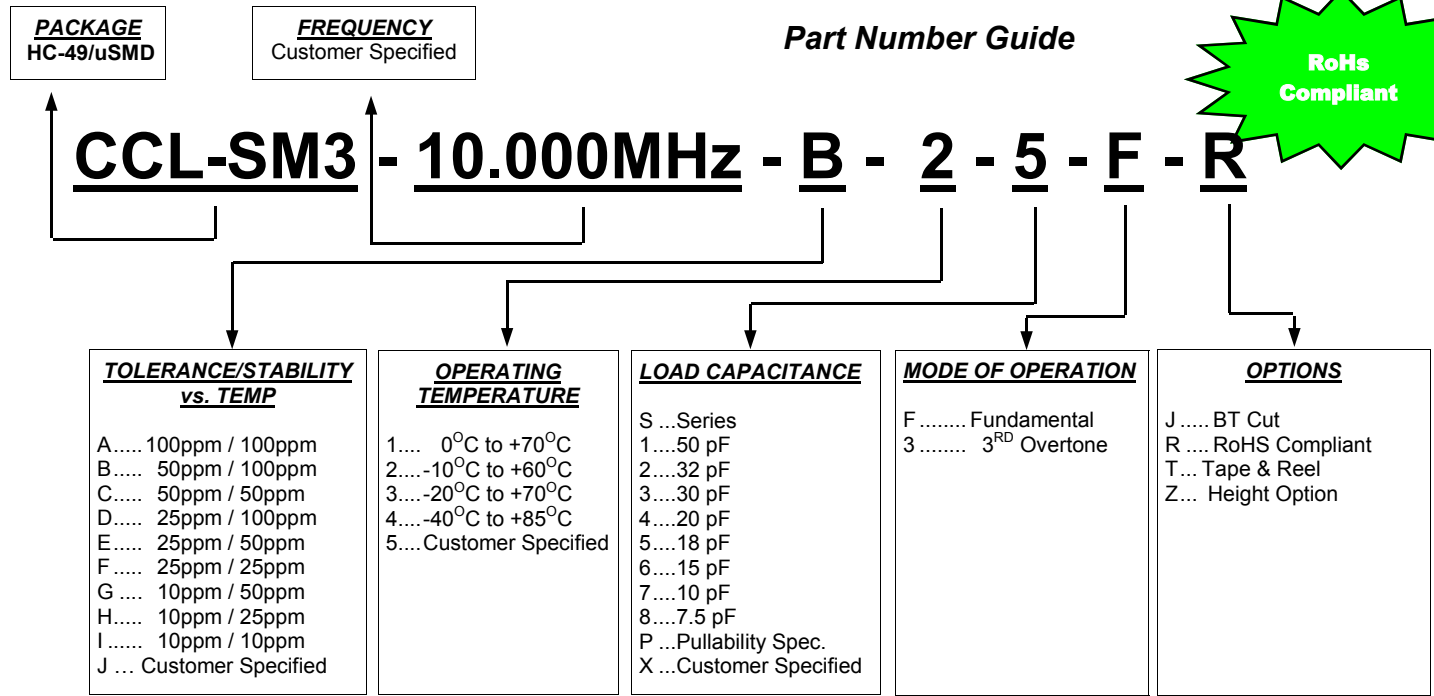 PACKAGE
HC-49/uSMD
FREQUENCY
Customer Specified
Part Number Guide
RoHs
Compliant
CCL-SM3 - 10.000MHz - B - 2 - 5 - F - R
TOLERANCE/STABILITY
vs. TEMP
A..... 100ppm / 100ppm
B..... 50ppm / 100ppm
C..... 50ppm / 50ppm
D..... 25ppm / 100ppm
E..... 25ppm / 50ppm
F..... 25ppm / 25ppm
G .... 10ppm / 50ppm
H..... 10ppm / 25ppm
I ...... 10ppm / 10ppm
J … Customer Specified
OPERATING
TEMPERATURE
1.... 0°C to +70°C
2....-10°C to +60°C
3....-20°C to +70°C
4....-40°C to +85°C
5....Customer Specified
LOAD CAPACITANCE
S ...Series
1....50 pF
2....32 pF
3....30 pF
4....20 pF
5....18 pF
6....15 pF
7....10 pF
8....7.5 pF
P ...Pullability Spec.
X ...Customer Specified
MODE OF OPERATION
F ........ Fundamental
3 ........ 3RD Overtone
OPTIONS
J ..... BT Cut
R .... RoHS Compliant
T... Tape & Reel
Z... Height Option